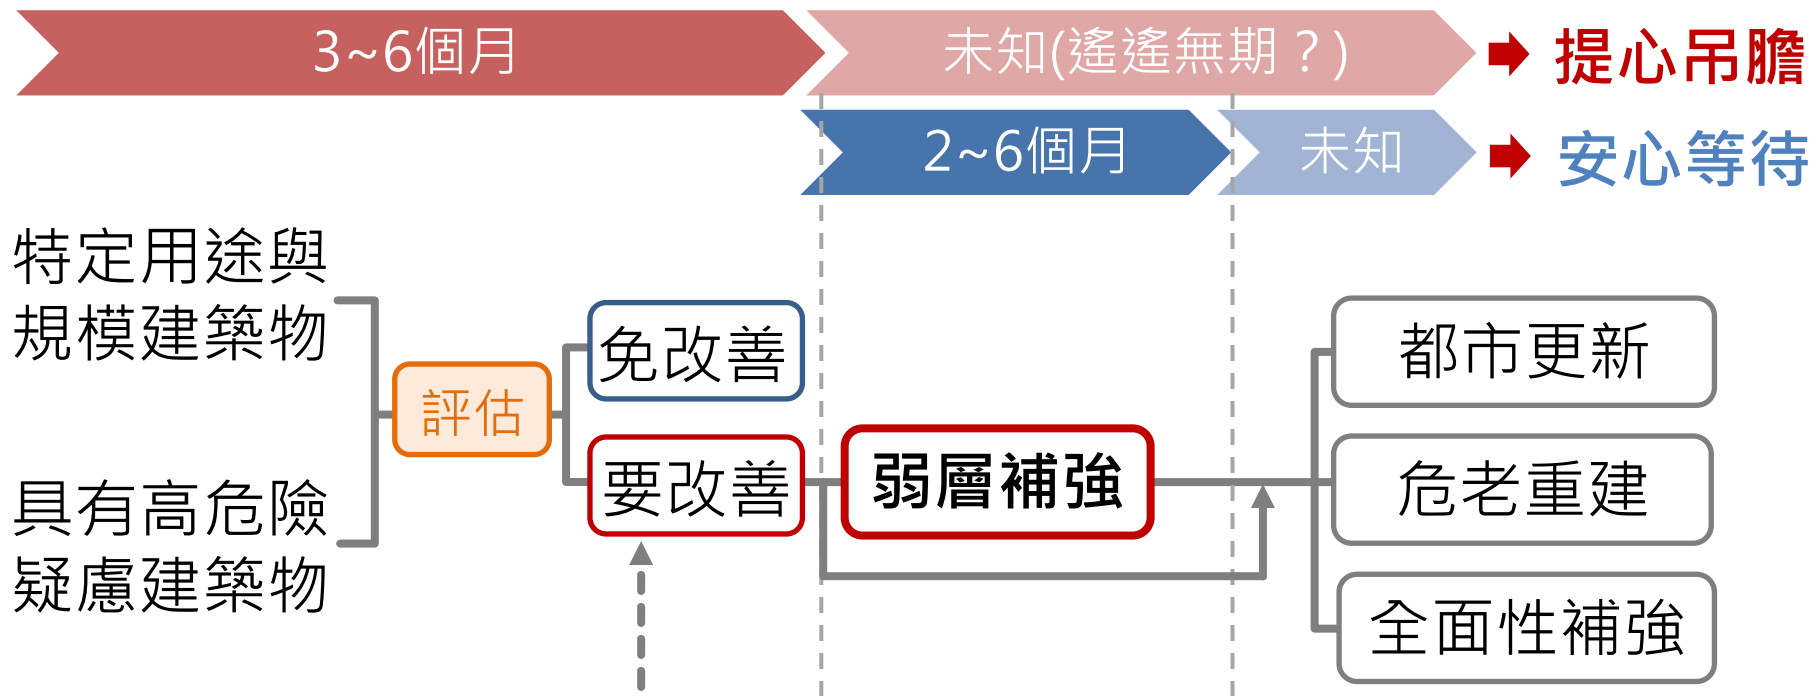 3~6個月
未知(遙遙無期？)
提心吊膽
2~6個月
未知
安心等待
特定用途與
規模建築物
具有高危險
疑慮建築物
評估
免改善
要改善
弱層補強
都市更新
危老重建
全面性補強